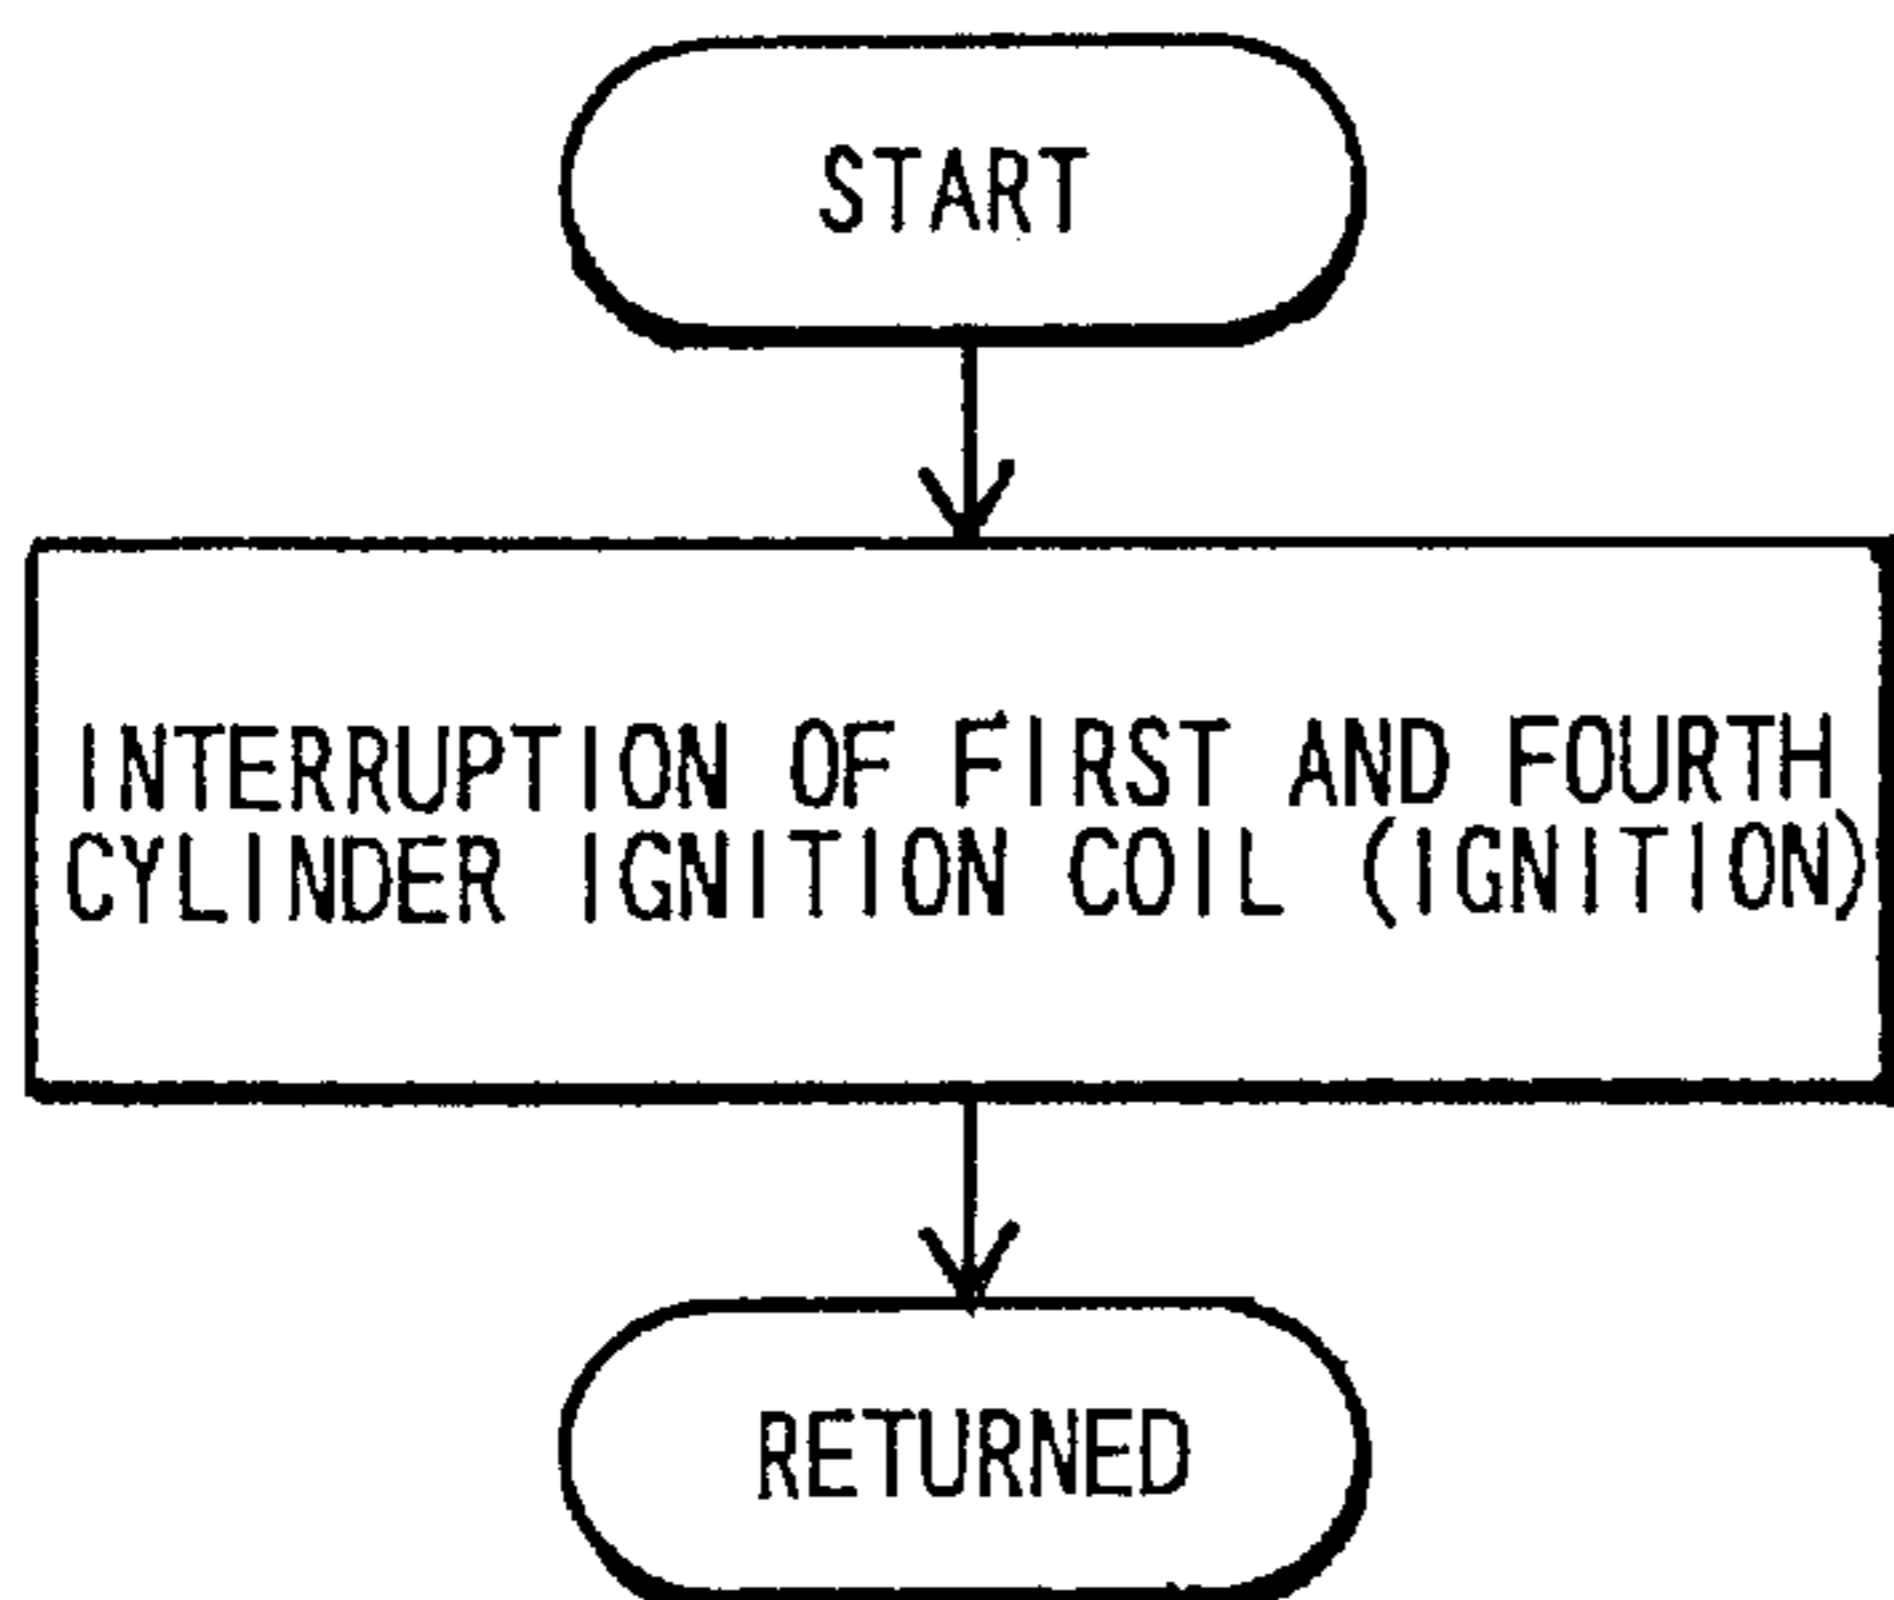 START
INTERRUPTION OF FIRST AND FOURTH
CYLINDER IGNITION COIL (IGNITION)
RETURNED